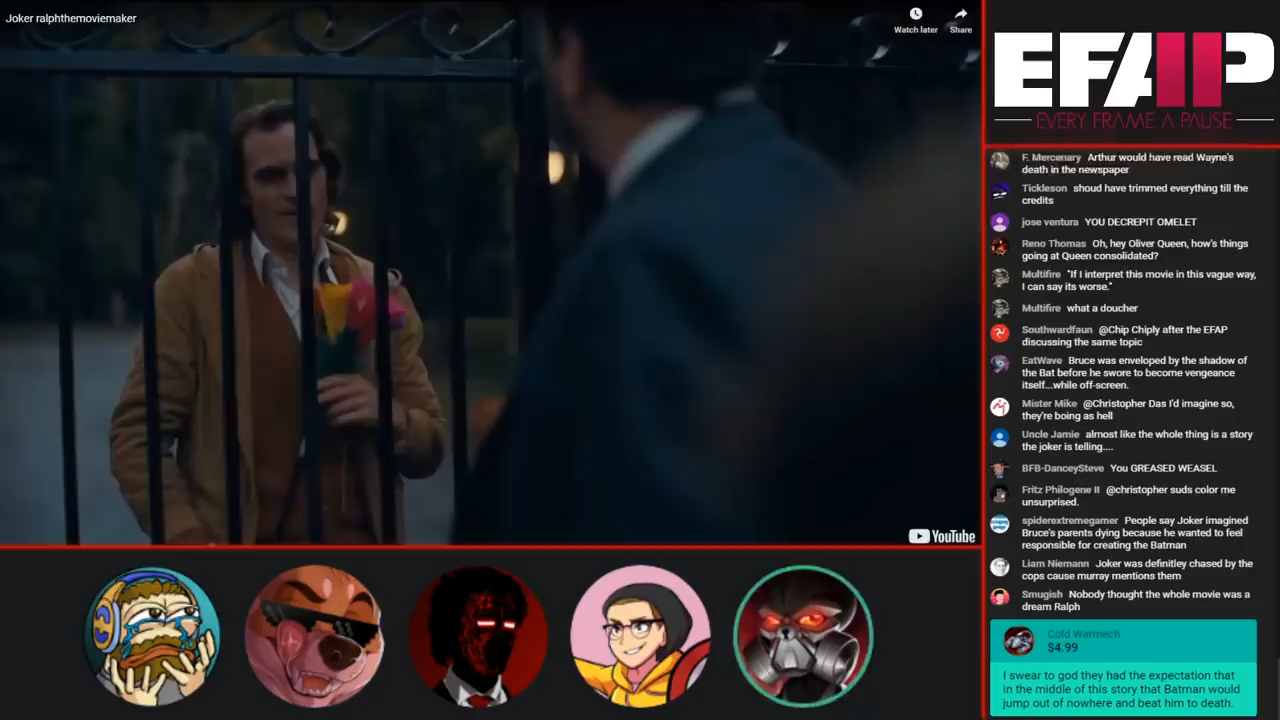 Joker ralphthemoviemaker
Watch later
Share
YouTube
EFAP
EVERY FRAME A PAUSE
F. Mercenary Arthur would have read Wayne's
death in the newspaper
Tickleson shoud have trimmed everything till the
credits
jose ventura YOU DECREPIT OMELET
Reno Thomas Oh, hey Oliver Queen, how's things
going at Queen consolidated?
Multifire "If I interpret this movie in this vague way,
I can say its worse."
Multifire what a doucher
Southwardfaun @Chip Chiply after the EFAP
discussing the same topic
EatWave Bruce was enveloped by the shadow of
the Bat before he swore to become vengeance
itself...while off-screen.
Mister Mike @Christopher Das I'd imagine so,
they're boing as hell
Uncle Jamie almost like the whole thing is a story
the joker is telling....
BFB-DanceySteve You GREASED WEASEL
Fritz Philogene II @christopher suds color me
unsurprised.
spiderextremegamer People say Joker imagined
Bruce's parents dying because he wanted to feel
responsible for creating the Batman
Liam Niemann Joker was definitley chased by the
cops cause murray mentions them
Smugish Nobody thought the whole movie was a
dream Ralph
Cold Warmech
$4.99
I swear to god they had the expectation that
in the middle of this story that Batman would
jump out of nowhere and beat him to death.